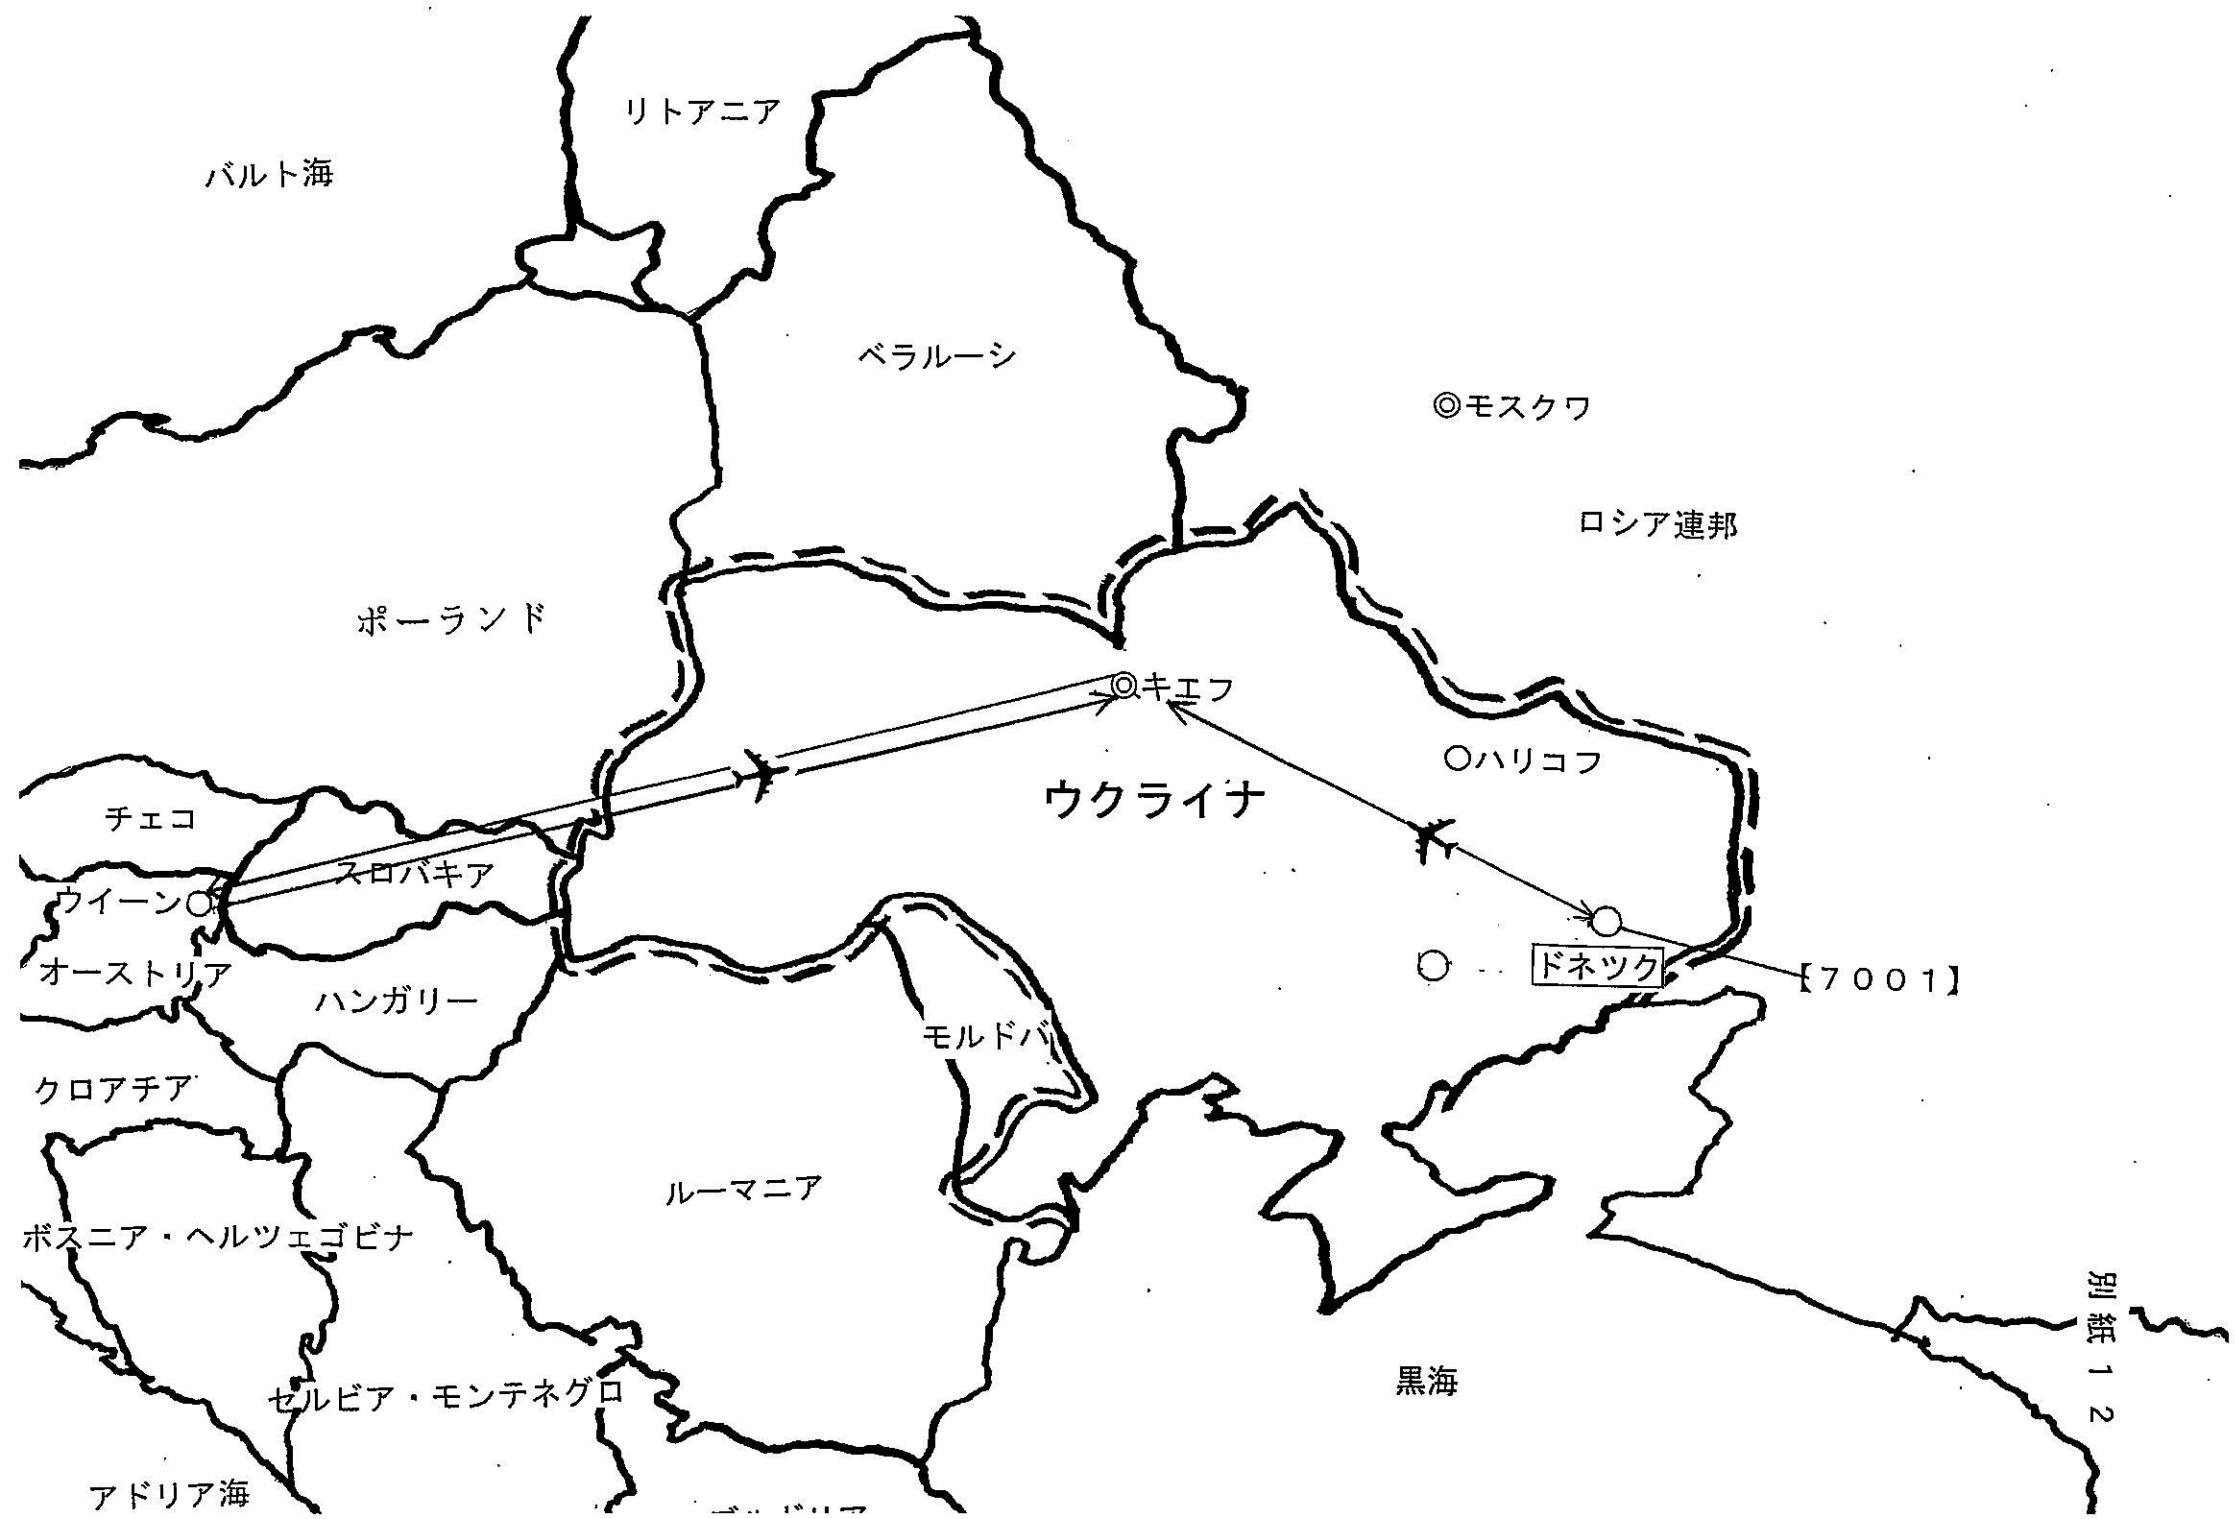 リトアニア
バルト海
ベラルーシ
◎モスクワ
ロシア連邦
ポーランド
◎キエフ
○ハリコフ
ウクライナ
チェコ
スロバキア
ウイーン○
オーストリア
ハンガリー
ドネツク
【7001】
モルドバ
クロアチア
ルーマニア
ボスニア・ヘルツェゴビナ
別紙12
黒海
セルビア・モンテネグロ
アドリア海